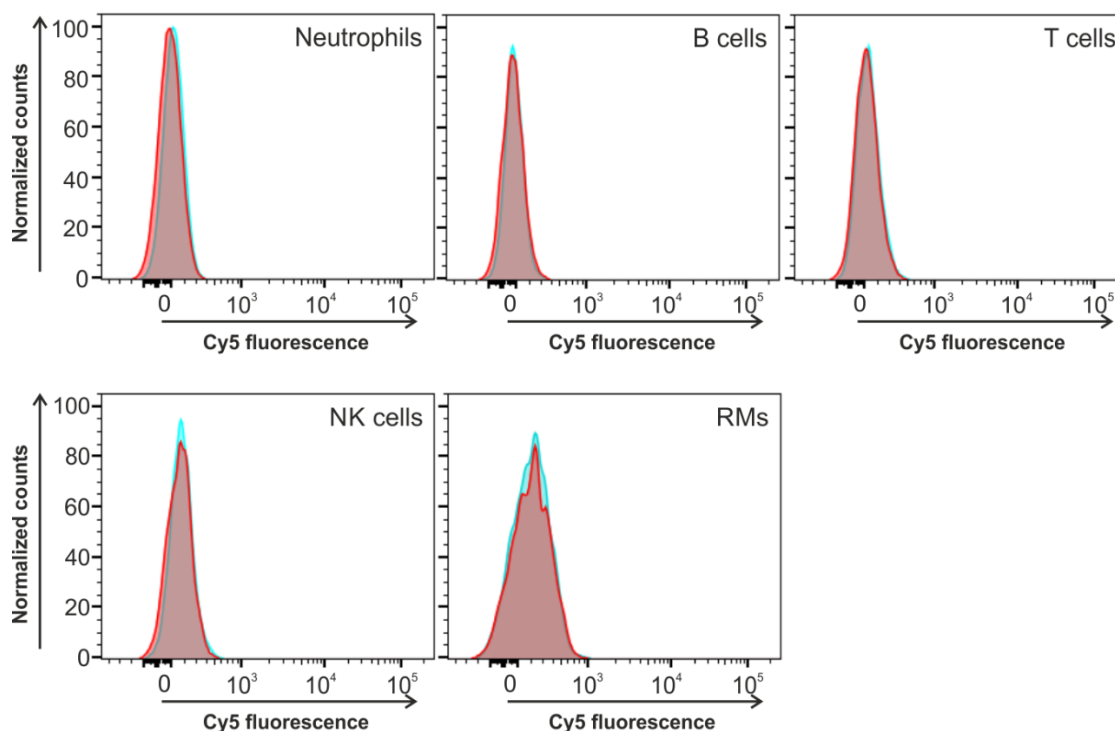 Neutrophils
Normalized counts
100
80
60
40
20
0
0 10³ 10⁴ 10⁵
Cy5 fluorescence
B cells
0 10³ 10⁴ 10⁵
Cy5 fluorescence
T cells
0 10³ 10⁴ 10⁵
Cy5 fluorescence
NK cells
Normalized counts
100
80
60
40
20
0
0 10³ 10⁴ 10⁵
Cy5 fluorescence
RMs
0 10³ 10⁴ 10⁵
Cy5 fluorescence